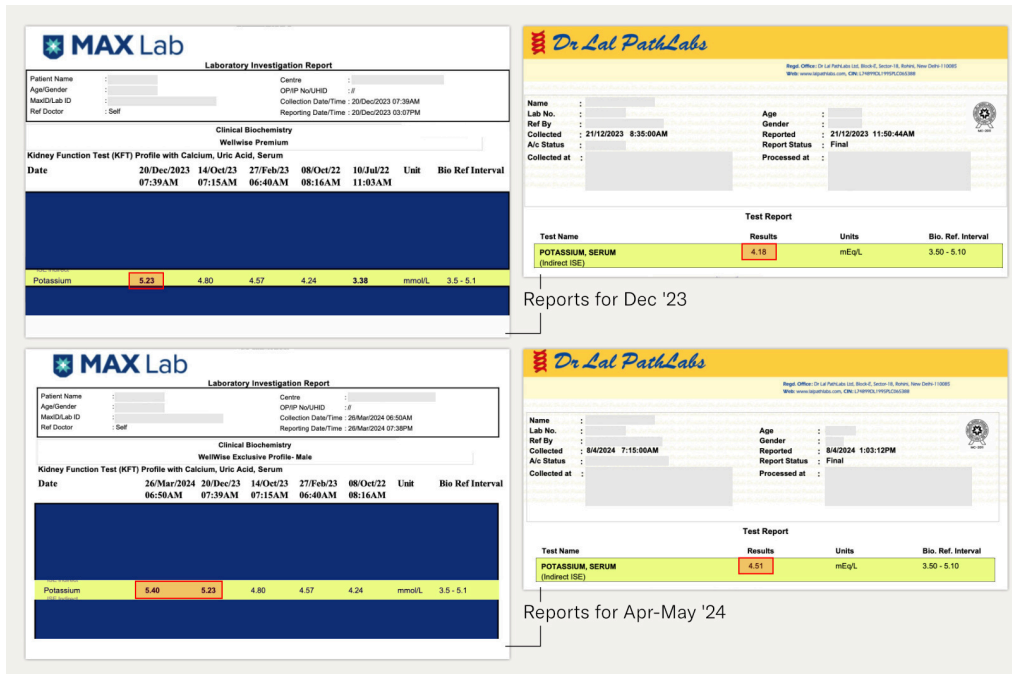 MAX Lab
Laboratory Investigation Report
Patient Name :
Age/Gender :
MaxID/Lab ID :
Ref Doctor : Self
Centre :
OP/IP No/UHID : //
Collection Date/Time : 20/Dec/2023 07:39AM
Reporting Date/Time : 20/Dec/2023 03:07PM
Clinical Biochemistry
Wellwise Premium
Kidney Function Test (KFT) Profile with Calcium, Uric Acid, Serum
Date 20/Dec/2023 14/Oct/23 27/Feb/23 08/Oct/22 10/Jul/22 Unit Bio Ref Interval
07:39AM 07:15AM 06:40AM 08:16AM 11:03AM
Potassium 5.23 4.80 4.57 4.24 3.38 mmol/L 3.5 - 5.1
Dr Lal PathLabs
Regd. Office: Dr Lal PathLabs Ltd, Block-E, Sector-18, Rohini, New Delhi-110085
Web: www.lalpathlabs.com, CIN: L74899DL1995PLC065388
Name :
Lab No. :
Ref By :
Collected : 21/12/2023 8:35:00AM
A/c Status :
Collected at :
Age :
Gender :
Reported : 21/12/2023 11:50:44AM
Report Status : Final
Processed at :
Test Report
Test Name Results Units Bio. Ref. Interval
POTASSIUM, SERUM 4.18 mEq/L 3.50 - 5.10
(Indirect ISE)
Reports for Dec '23
MAX Lab
Laboratory Investigation Report
Patient Name :
Age/Gender :
MaxID/Lab ID :
Ref Doctor : Self
Centre :
OP/IP No/UHID : //
Collection Date/Time : 26/Mar/2024 06:50AM
Reporting Date/Time : 26/Mar/2024 07:38PM
Clinical Biochemistry
WellWise Exclusive Profile- Male
Kidney Function Test (KFT) Profile with Calcium, Uric Acid, Serum
Date 26/Mar/2024 20/Dec/23 14/Oct/23 27/Feb/23 08/Oct/22 Unit Bio Ref Interval
06:50AM 07:39AM 07:15AM 06:40AM 08:16AM
Potassium 5.40 5.23 4.80 4.57 4.24 mmol/L 3.5 - 5.1
Dr Lal PathLabs
Regd. Office: Dr Lal PathLabs Ltd, Block-E, Sector-18, Rohini, New Delhi-110085
Web: www.lalpathlabs.com, CIN: L74899DL1995PLC065388
Name :
Lab No. :
Ref By :
Collected : 8/4/2024 7:15:00AM
A/c Status :
Collected at :
Age :
Gender :
Reported : 8/4/2024 1:03:12PM
Report Status : Final
Processed at :
Test Report
Test Name Results Units Bio. Ref. Interval
POTASSIUM, SERUM 4.51 mEq/L 3.50 - 5.10
(Indirect ISE)
Reports for Apr-May '24